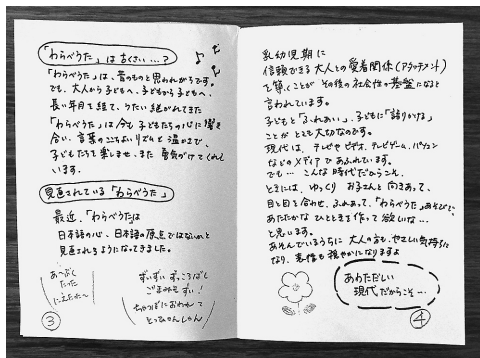 「わらべうた」は古くさい…?
「わらべうた」は、昔のものと思われがちです。
でも、大人から子どもへ、子どもから子どもへ、
長い年月を経て、うたい継がれてきた
「わらべうた」は今も子どもたちの心に響き
合い、言葉のここちよいリズムと温かさで、
子どもたちを楽しませ、また勇気づけてくれて
います。
見直されている「わらべうた」
最近、「わらべうた」は
日本語の心、日本語の原点ではないかと
見直されるようになってきました。
あーぶく
たった
にえたった〜
ずいずいずっころばし
ごまみそずい!
ちゃつぼにおわれて
とっぴんしゃん
③
乳幼児期に
信頼できる大人との愛着関係(アタッチメント)
を築くことがその後の社会性の基盤になると
言われています。
子どもと「ふれあい」、子どもに「語りかける」
ことがとても大切なのです。
現代は、テレビやビデオ、テレビゲーム、パソコン
などのメディアがあふれています。
でも… こんな時代だからこそ、
ときには、ゆっくり お子さんと向きあって、
目と目を合わせ、ふれあって、「わらべうた」あそびで、
あたたかなひとときを作って欲しいな…
と思います。
あそんでいるうちに大人の方も、やさしい気持ちに
なり、表情も穏やかになりますよ
あわただしい
現代だからこそ…
④